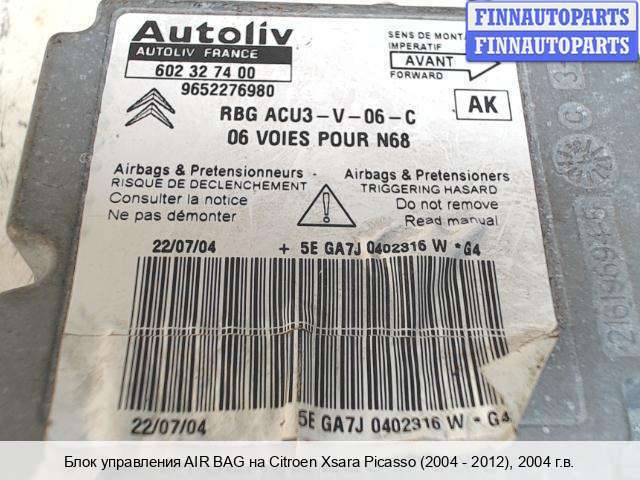 Autoliv
AUTOLIV FRANCE
602 32 74 00
9652276980
SENS DE MONTA
IMPERATIF
AVANT
FORWARD
FINNAUTOPARTS
FINNAUTOPARTS
RBG ACU3-V-06-C
AK
06 VOIES POUR N68
Airbags & Pretensionneurs
RISQUE DE DECLENCHEMENT
Consulter la notice
Ne pas démonter
Airbags & Pretensioners
TRIGGERING HASARD
Do not remove
Read manual
22/07/04 + 5E GA7J 0402316 W *G4
22/07/04 5E GA7J 0402316 W * G4
Блок управления AIR BAG на Citroen Xsara Picasso (2004 - 2012), 2004 г.в.